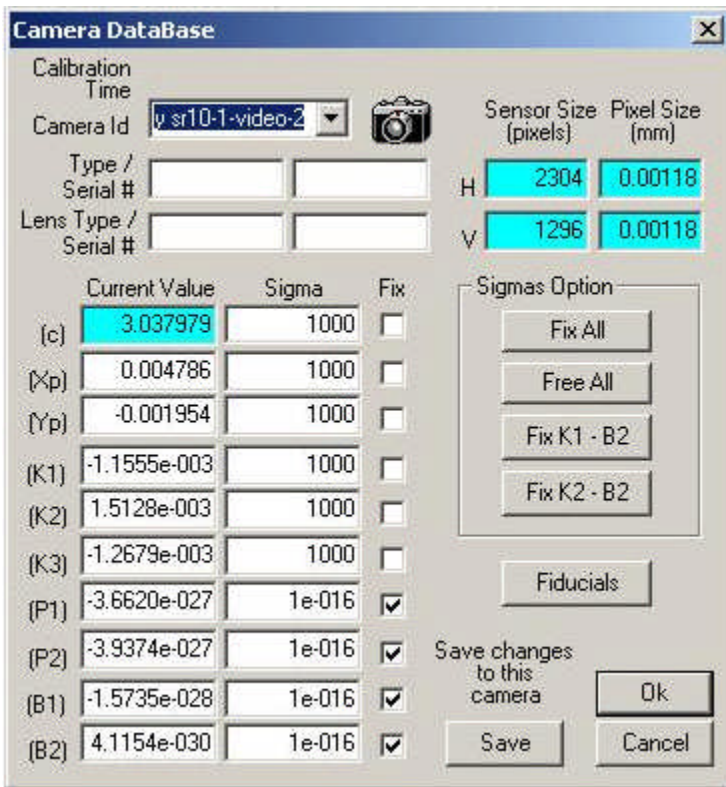 Camera DataBase
Calibration
Time
Camera Id
y sr10-1-video-2
Sensor Size
(pixels)
Pixel Size
(mm)
Type /
Serial #
H
2304
0.00118
Lens Type /
Serial #
V
1296
0.00118
Current Value
Sigma
Fix
(c)
3.037979
1000
(Xp)
0.004786
1000
(Yp)
-0.001954
1000
(K1)
-1.1555e-003
1000
(K2)
1.5128e-003
1000
(K3)
-1.2679e-003
1000
(P1)
-3.6620e-027
1e-016
(P2)
-3.9374e-027
1e-016
(B1)
-1.5735e-028
1e-016
(B2)
4.1154e-030
1e-016
Sigmas Option
Fix All
Free All
Fix K1 - B2
Fix K2 - B2
Fiducials
Save changes
to this
camera
Ok
Save
Cancel